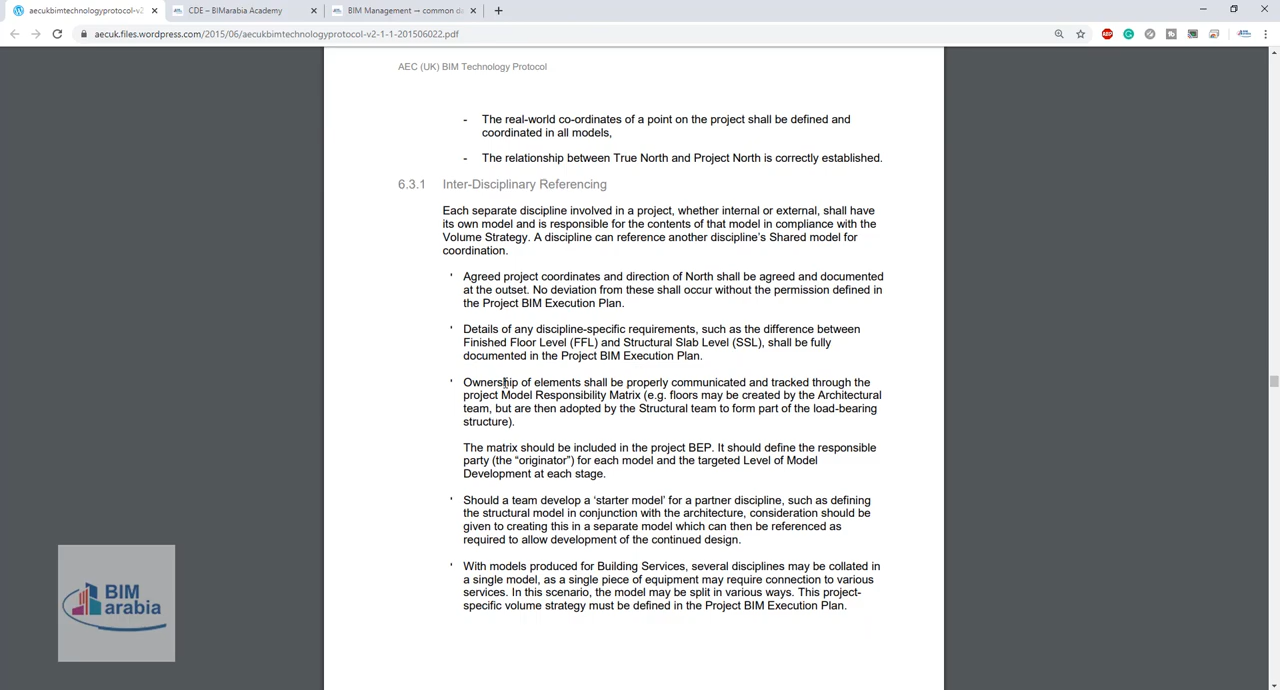 aecukbimtechnologyprotocol-v2-
CDE – BIMarabia Academy
BIM Management → common da
aecuk.files.wordpress.com/2015/06/aecukbimtechnologyprotocol-v2-1-1-201506022.pdf
ABP
AEC (UK) BIM Technology Protocol
- The real-world co-ordinates of a point on the project shall be defined and
coordinated in all models,
- The relationship between True North and Project North is correctly established.
6.3.1 Inter-Disciplinary Referencing
Each separate discipline involved in a project, whether internal or external, shall have
its own model and is responsible for the contents of that model in compliance with the
Volume Strategy. A discipline can reference another discipline's Shared model for
coordination.
' Agreed project coordinates and direction of North shall be agreed and documented
at the outset. No deviation from these shall occur without the permission defined in
the Project BIM Execution Plan.
' Details of any discipline-specific requirements, such as the difference between
Finished Floor Level (FFL) and Structural Slab Level (SSL), shall be fully
documented in the Project BIM Execution Plan.
' Ownership of elements shall be properly communicated and tracked through the
project Model Responsibility Matrix (e.g. floors may be created by the Architectural
team, but are then adopted by the Structural team to form part of the load-bearing
structure).
The matrix should be included in the project BEP. It should define the responsible
party (the “originator”) for each model and the targeted Level of Model
Development at each stage.
' Should a team develop a ‘starter model’ for a partner discipline, such as defining
the structural model in conjunction with the architecture, consideration should be
given to creating this in a separate model which can then be referenced as
required to allow development of the continued design.
' With models produced for Building Services, several disciplines may be collated in
a single model, as a single piece of equipment may require connection to various
services. In this scenario, the model may be split in various ways. This project-
specific volume strategy must be defined in the Project BIM Execution Plan.
BIM
arabia